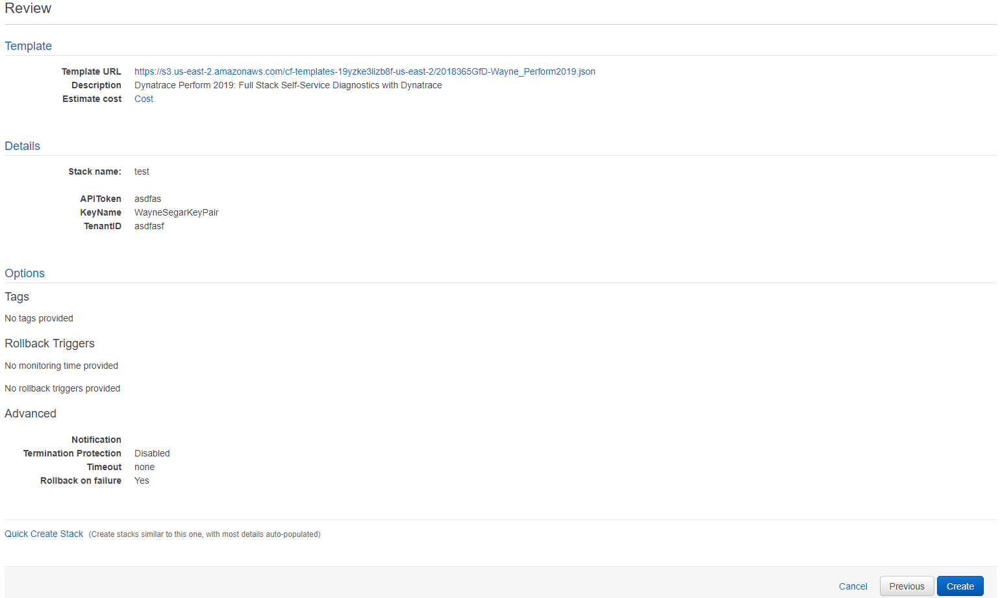 Review
Template
Template URL https://s3.us-east-2.amazonaws.com/cf-templates-19yzke3lizb8f-us-east-2/2018365GfD-Wayne_Perform2019.json
Description Dynatrace Perform 2019: Full Stack Self-Service Diagnostics with Dynatrace
Estimate cost Cost
Details
Stack name: test
APIToken asdfas
KeyName WayneSegarKeyPair
TenantID asdfasf
Options
Tags
No tags provided
Rollback Triggers
No monitoring time provided
No rollback triggers provided
Advanced
Notification
Termination Protection Disabled
Timeout none
Rollback on failure Yes
Quick Create Stack (Create stacks similar to this one, with most details auto-populated)
Cancel Previous Create